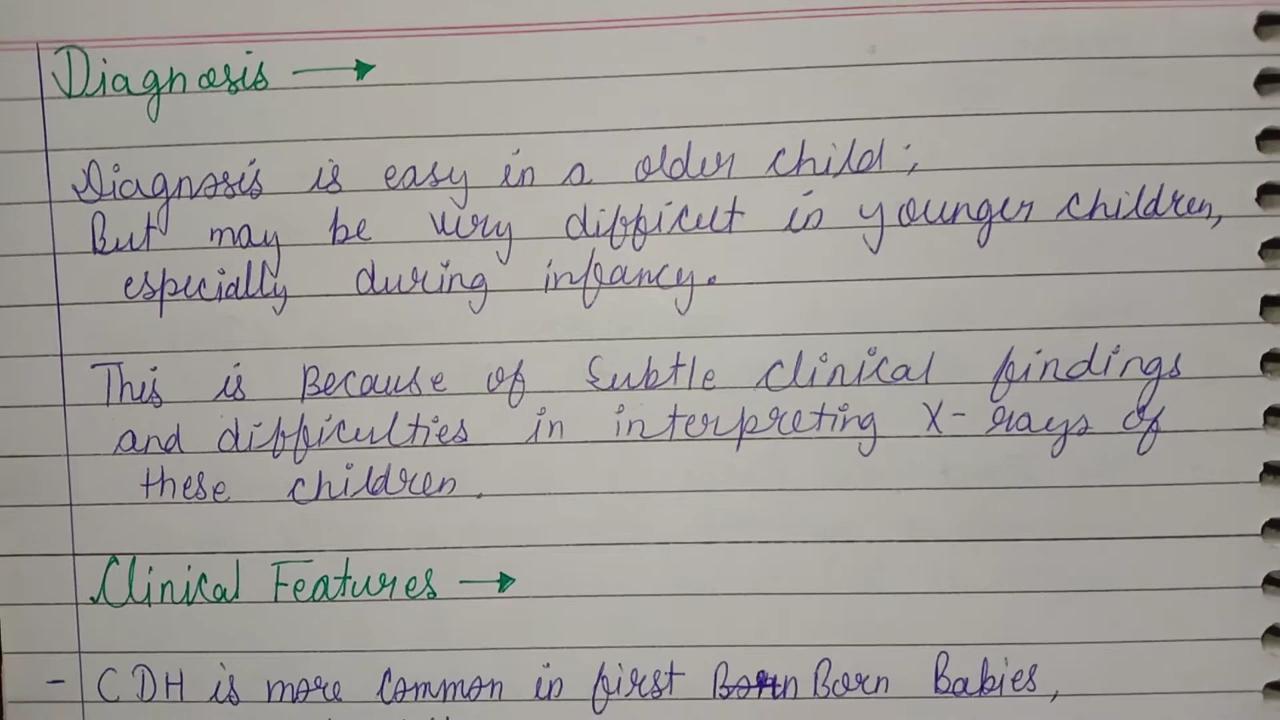 Diagnosis →
Diagnosis is easy in a older child;
But may be very difficult in younger children,
especially during infancy.
This is Because of Subtle clinical findings
and difficulties in interpreting X-rays of
these children.
Clinical Features →
- CDH is more common in first Born Babies,